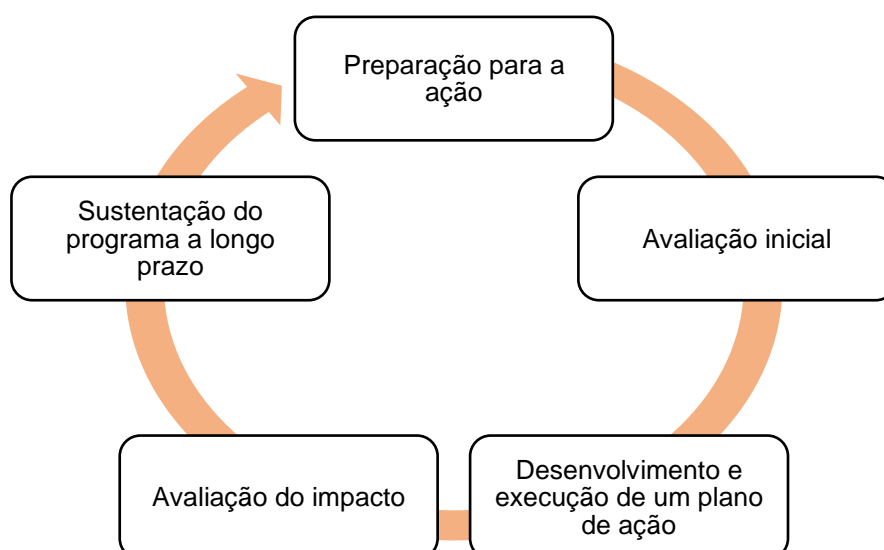 Preparação para a
ação
Avaliação inicial
Desenvolvimento e
execução de um plano
de ação
Avaliação do impacto
Sustentação do
programa a longo
prazo